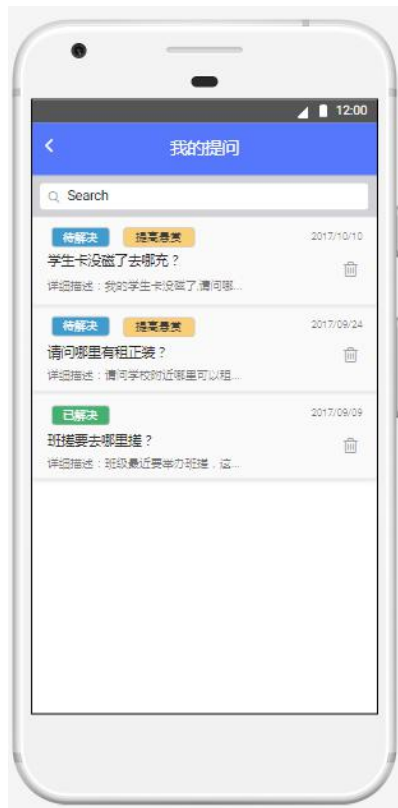 12:00
我的提问
Search
待解决 提高悬赏 2017/10/10
学生卡没磁了去哪充？
详细描述：我的学生卡没磁了,请问哪...
待解决 提高悬赏 2017/09/24
请问哪里有租正装？
详细描述：请问学校附近哪里可以租...
已解决 2017/09/09
班搓要去哪里搓？
详细描述：班级最近要举办班搓，这...